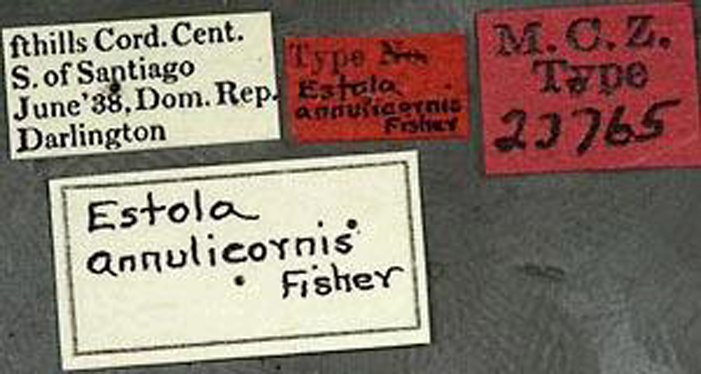 fthills Cord. Cent.
S. of Santiago
June'38, Dom. Rep.
Darlington
Type No.
Estola
annulicornis
Fisher
M. C. Z.
Type
23765
Estola
annulicornis
Fisher